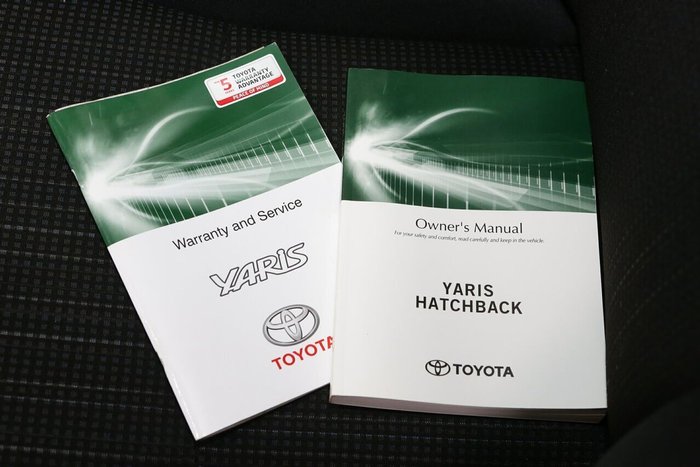 5
YEARS
TOYOTA
WARRANTY
ADVANTAGE
PEACE OF MIND
Warranty and Service
YARIS
TOYOTA
Owner's Manual
For your safety and comfort, read carefully and keep in the vehicle.
YARIS
HATCHBACK
TOYOTA